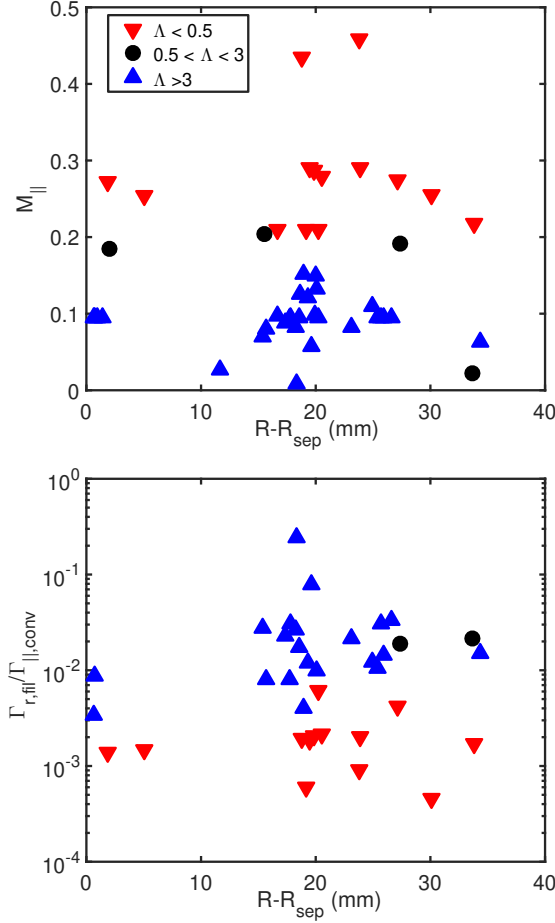 0.5
0.4
0.3
0.2
0.1
0
M||
Λ < 0.5
0.5 < Λ < 3
Λ >3
0 10 20 30 40
R-Rsep (mm)
10^0
10^-1
10^-2
10^-3
10^-4
Γr,fil/Γ||,conv
0 10 20 30 40
R-Rsep (mm)